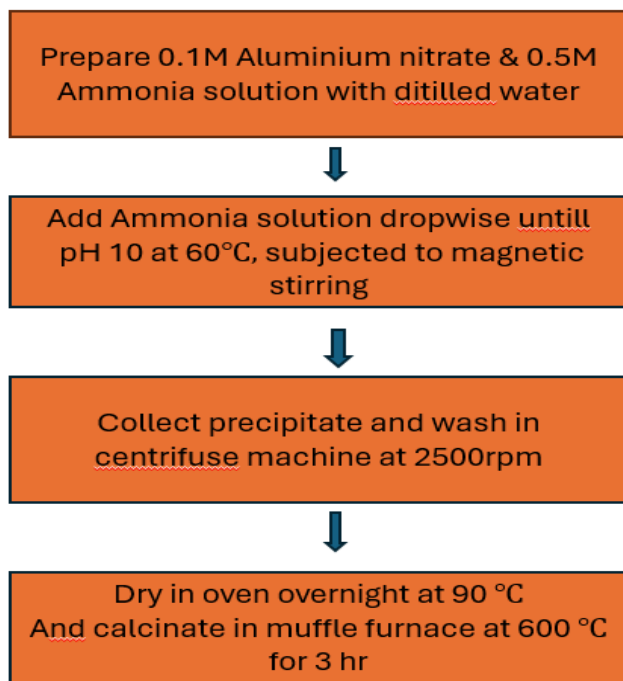 Prepare 0.1M Aluminium nitrate & 0.5M
Ammonia solution with ditilled water
Add Ammonia solution dropwise untill
pH 10 at 60°C, subjected to magnetic
stirring
Collect precipitate and wash in
centrifuse machine at 2500rpm
Dry in oven overnight at 90 °C
And calcinate in muffle furnace at 600 °C
for 3 hr